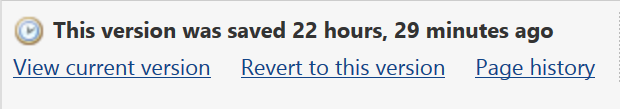 This version was saved 22 hours, 29 minutes ago
View current version Revert to this version Page history